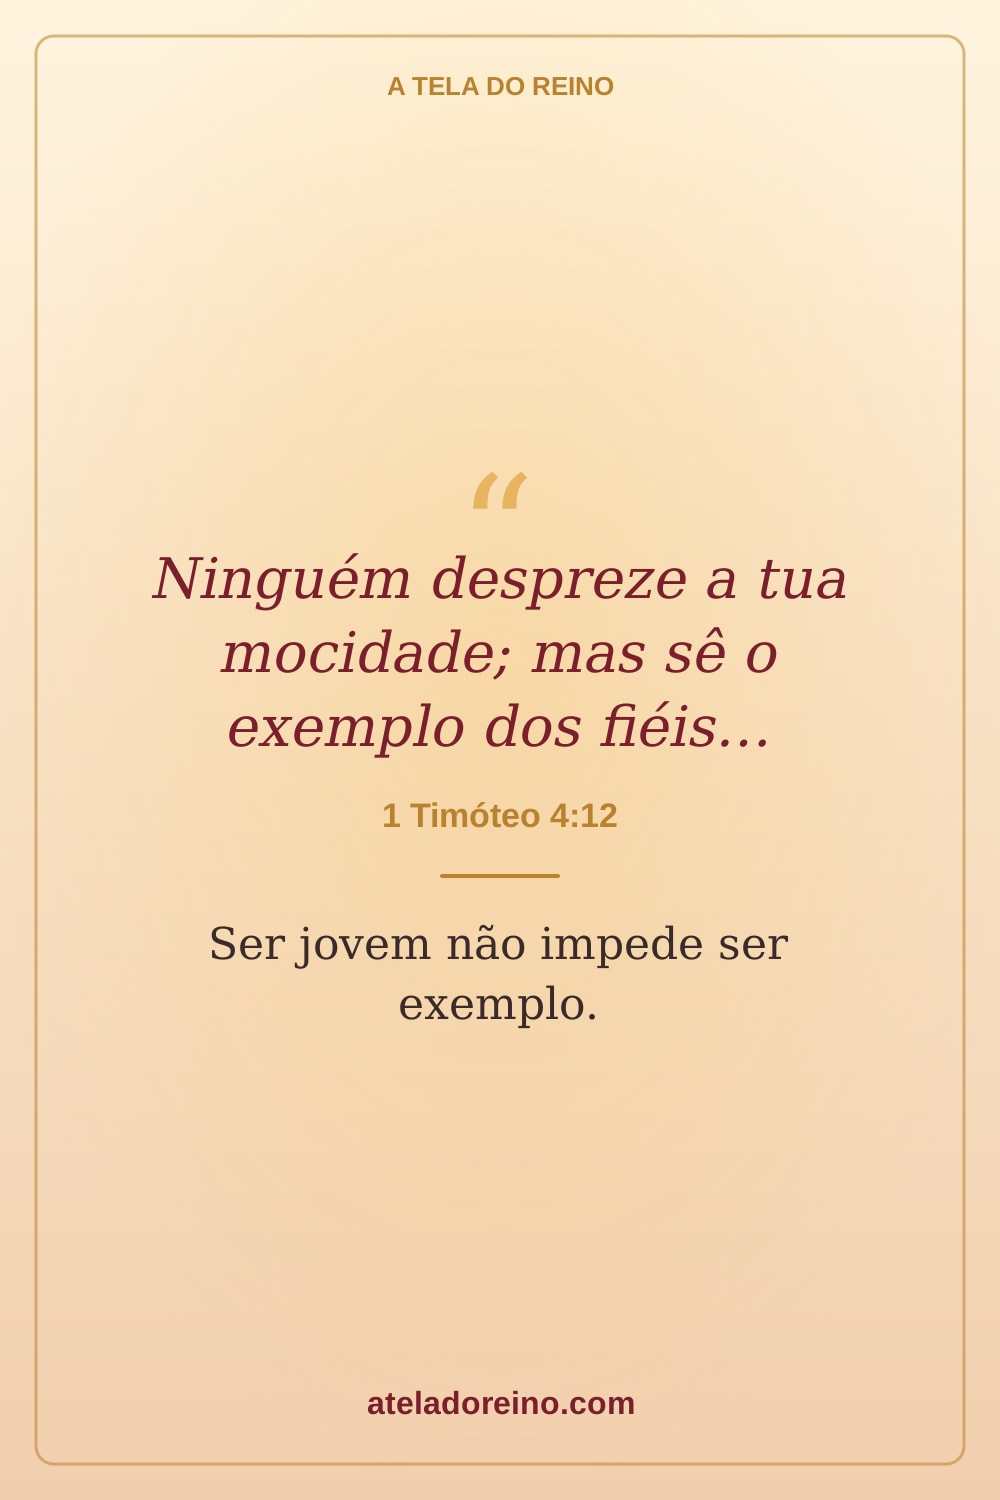 A TELA DO REINO
“
Ninguém despreze a tua
mocidade; mas sê o
exemplo dos fiéis...
1 Timóteo 4:12
Ser jovem não impede ser
exemplo.
ateladoreino.com